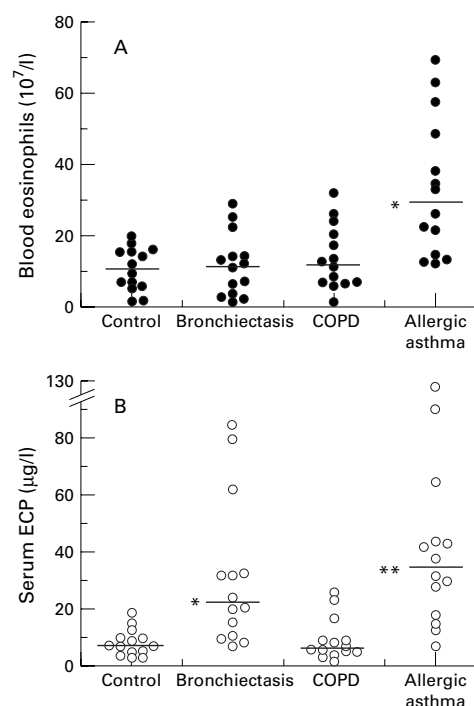 80
A
60
40
20
0
Blood eosinophils (10⁷/l)
*
Control Bronchiectasis COPD Allergic
asthma
130
B
80
60
40
20
0
Serum ECP (µg/l)
*
**
Control Bronchiectasis COPD Allergic
asthma